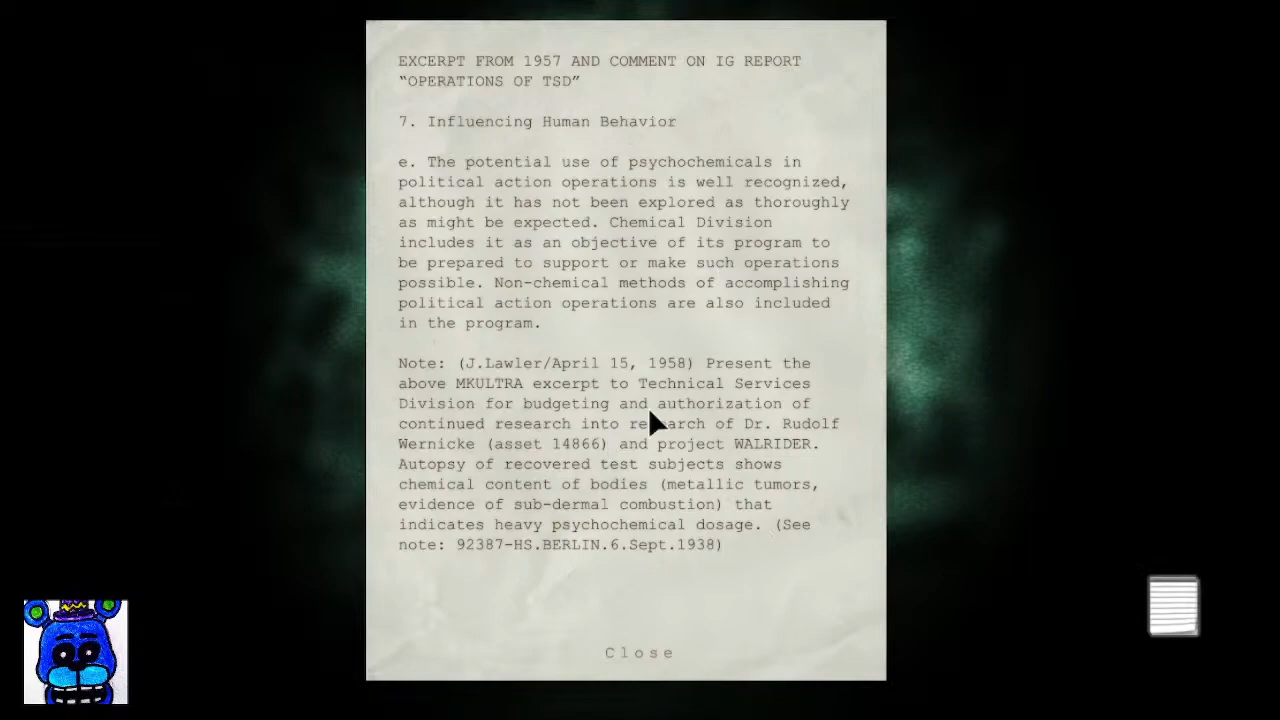 EXCERPT FROM 1957 AND COMMENT ON IG REPORT
“OPERATIONS OF TSD”
7. Influencing Human Behavior
e. The potential use of psychochemicals in
political action operations is well recognized,
although it has not been explored as thoroughly
as might be expected. Chemical Division
includes it as an objective of its program to
be prepared to support or make such operations
possible. Non-chemical methods of accomplishing
political action operations are also included
in the program.
Note: (J.Lawler/April 15, 1958) Present the
above MKULTRA excerpt to Technical Services
Division for budgeting and authorization of
continued research into research of Dr. Rudolf
Wernicke (asset 14866) and project WALRIDER.
Autopsy of recovered test subjects shows
chemical content of bodies (metallic tumors,
evidence of sub-dermal combustion) that
indicates heavy psychochemical dosage. (See
note: 92387-HS.BERLIN.6.Sept.1938)
Close